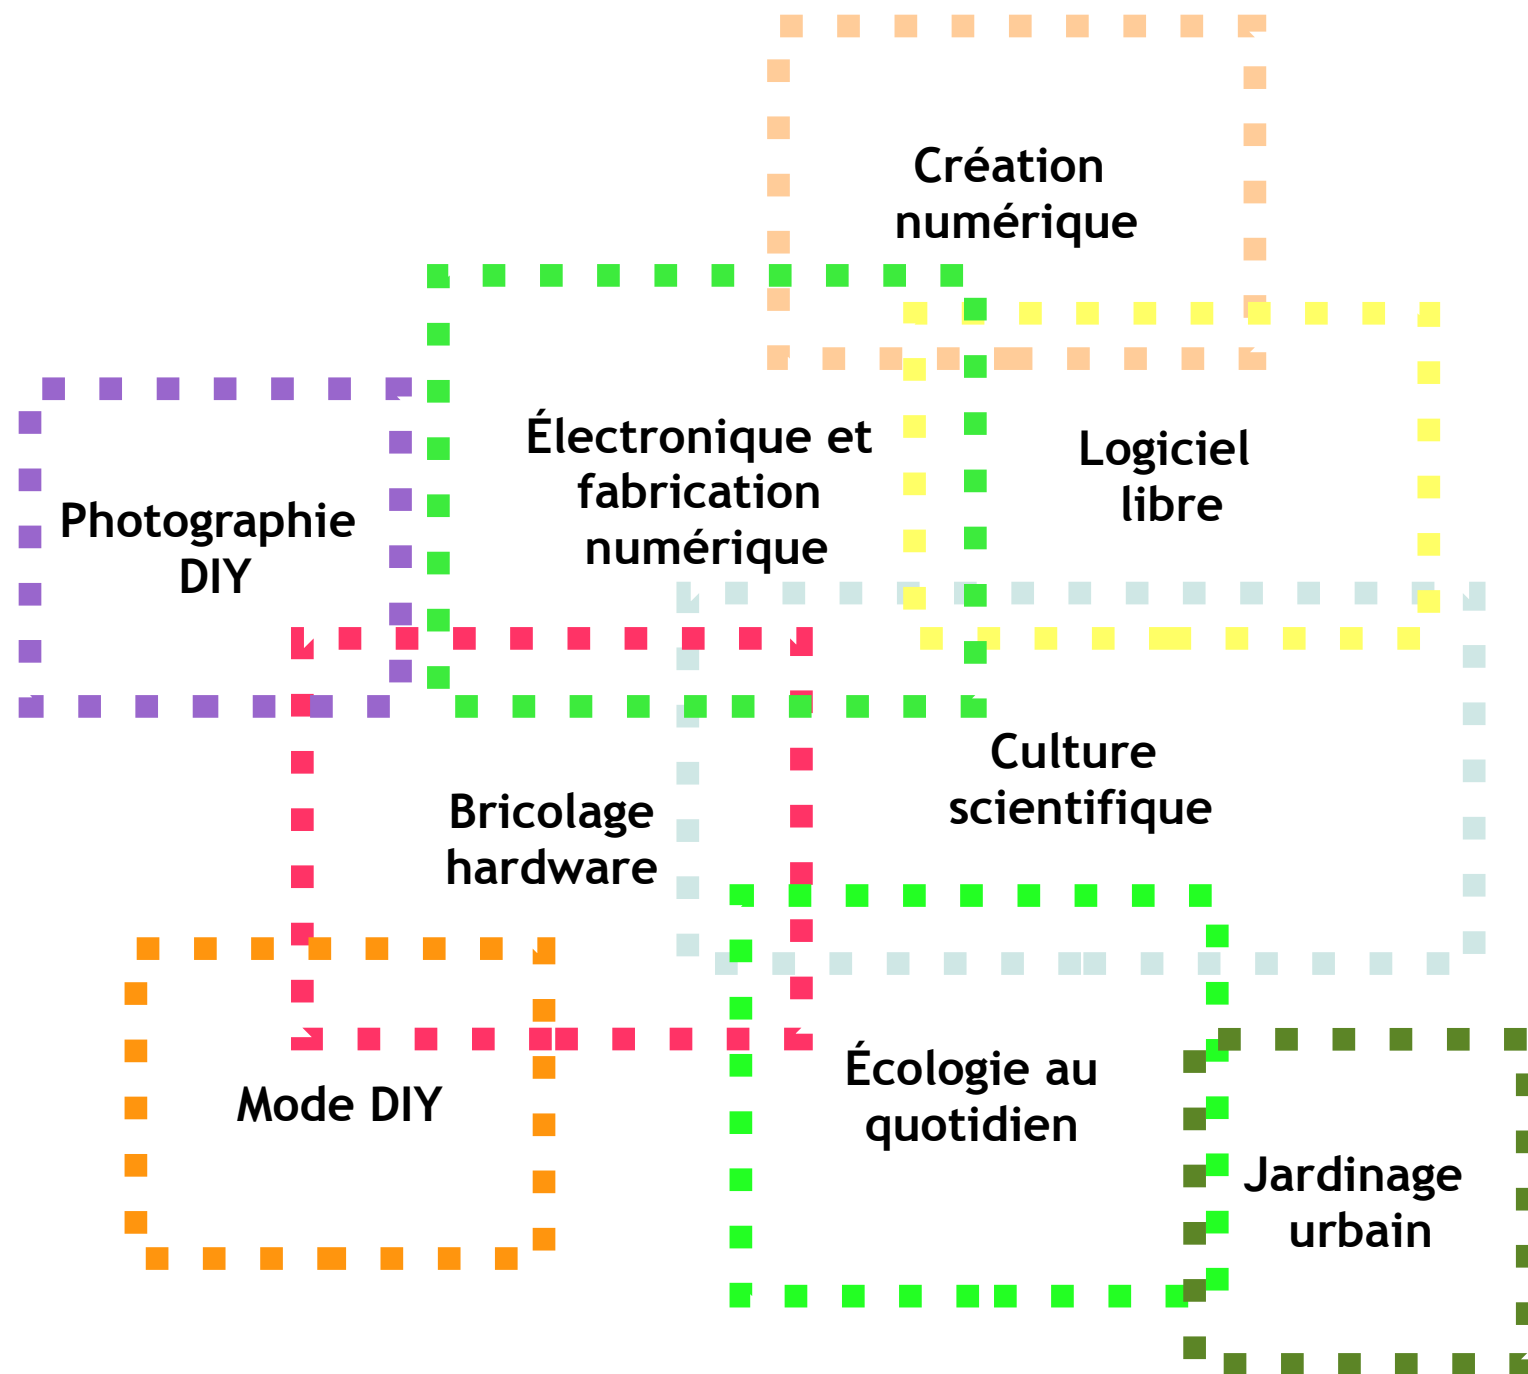 Création
numérique
Électronique et
fabrication
numérique
Logiciel
libre
Photographie
DIY
Culture
scientifique
Bricolage
hardware
Écologie au
quotidien
Mode DIY
Jardinage
urbain